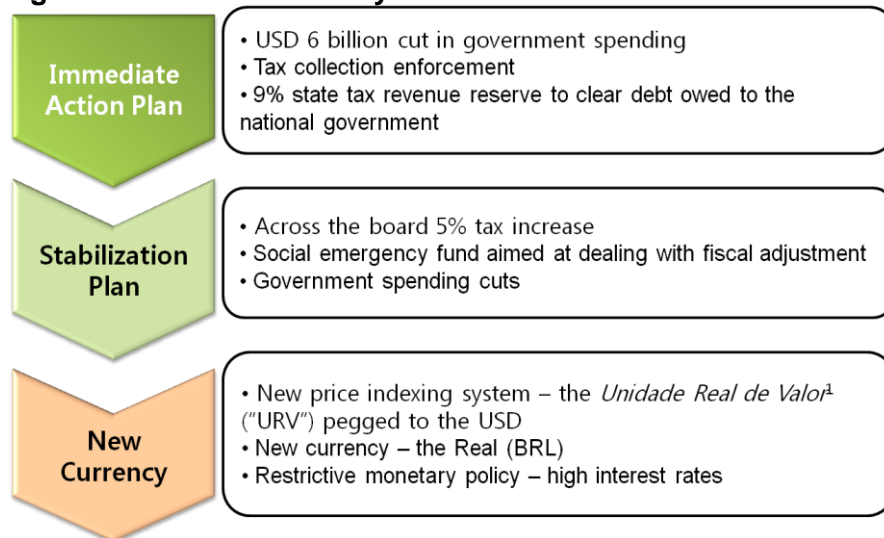 Immediate
Action Plan
• USD 6 billion cut in government spending
• Tax collection enforcement
• 9% state tax revenue reserve to clear debt owed to the
national government
Stabilization
Plan
• Across the board 5% tax increase
• Social emergency fund aimed at dealing with fiscal adjustment
• Government spending cuts
New
Currency
• New price indexing system – the Unidade Real de Valor¹
("URV") pegged to the USD
• New currency – the Real (BRL)
• Restrictive monetary policy – high interest rates